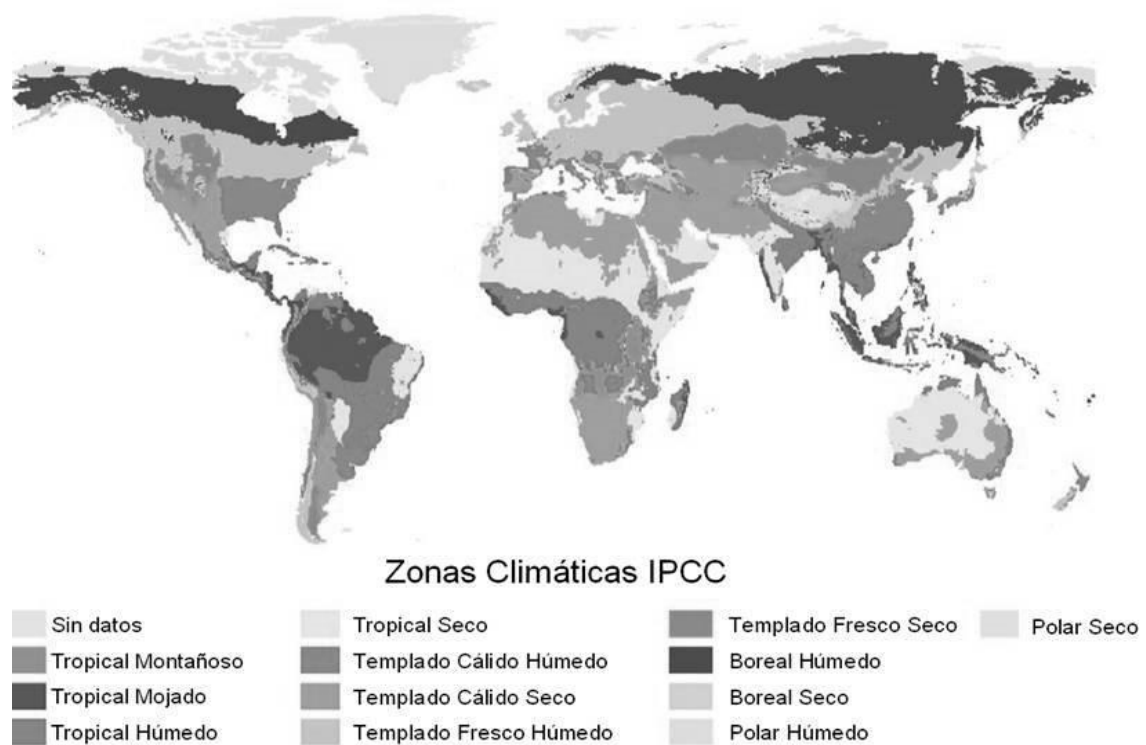 Zonas Climáticas IPCC
Sin datos
Tropical Montañoso
Tropical Mojado
Tropical Húmedo
Tropical Seco
Templado Cálido Húmedo
Templado Cálido Seco
Templado Fresco Húmedo
Templado Fresco Seco
Boreal Húmedo
Boreal Seco
Polar Húmedo
Polar Seco